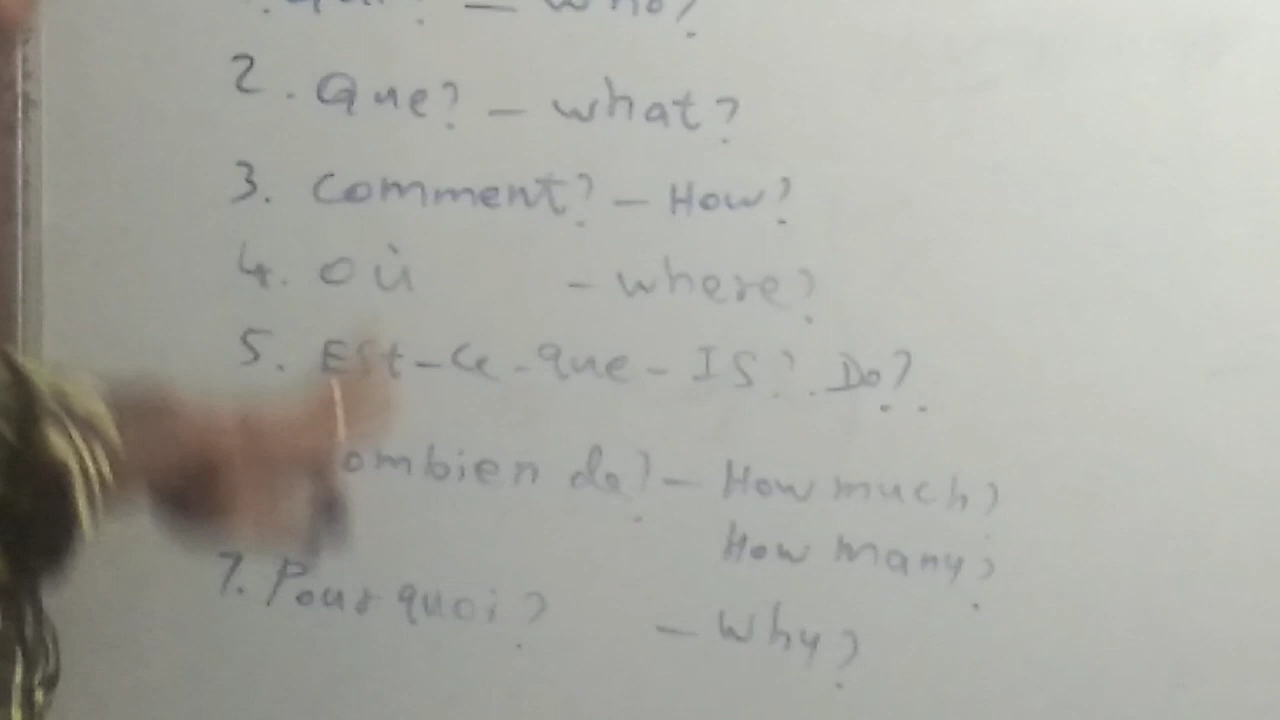 2. Que? - what?
3. Comment? - How?
4. Où - where?
5. Est-Ce-que - IS? Do?
ombien de? - How much?
How many?
7. Pourquoi? - Why?